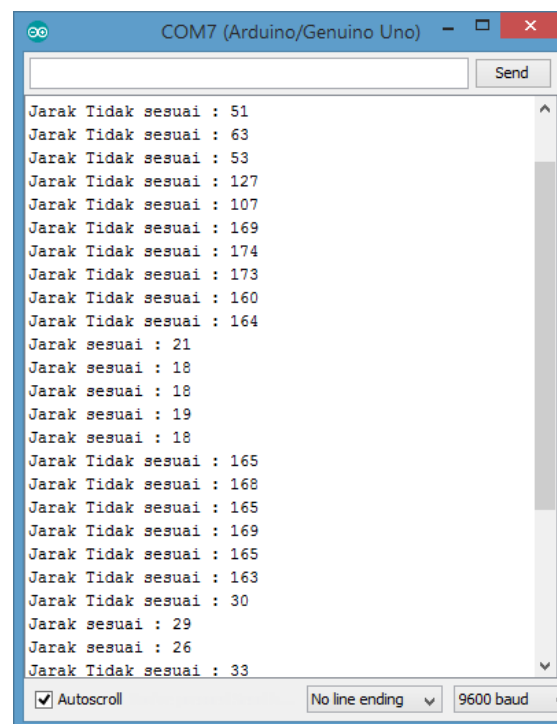 COM7 (Arduino/Genuino Uno)
Send
Jarak Tidak sesuai : 51
Jarak Tidak sesuai : 63
Jarak Tidak sesuai : 53
Jarak Tidak sesuai : 127
Jarak Tidak sesuai : 107
Jarak Tidak sesuai : 169
Jarak Tidak sesuai : 174
Jarak Tidak sesuai : 173
Jarak Tidak sesuai : 160
Jarak Tidak sesuai : 164
Jarak sesuai : 21
Jarak sesuai : 18
Jarak sesuai : 18
Jarak sesuai : 19
Jarak sesuai : 18
Jarak Tidak sesuai : 165
Jarak Tidak sesuai : 168
Jarak Tidak sesuai : 165
Jarak Tidak sesuai : 169
Jarak Tidak sesuai : 165
Jarak Tidak sesuai : 163
Jarak Tidak sesuai : 30
Jarak sesuai : 29
Jarak sesuai : 26
Jarak Tidak sesuai : 33
Autoscroll No line ending 9600 baud